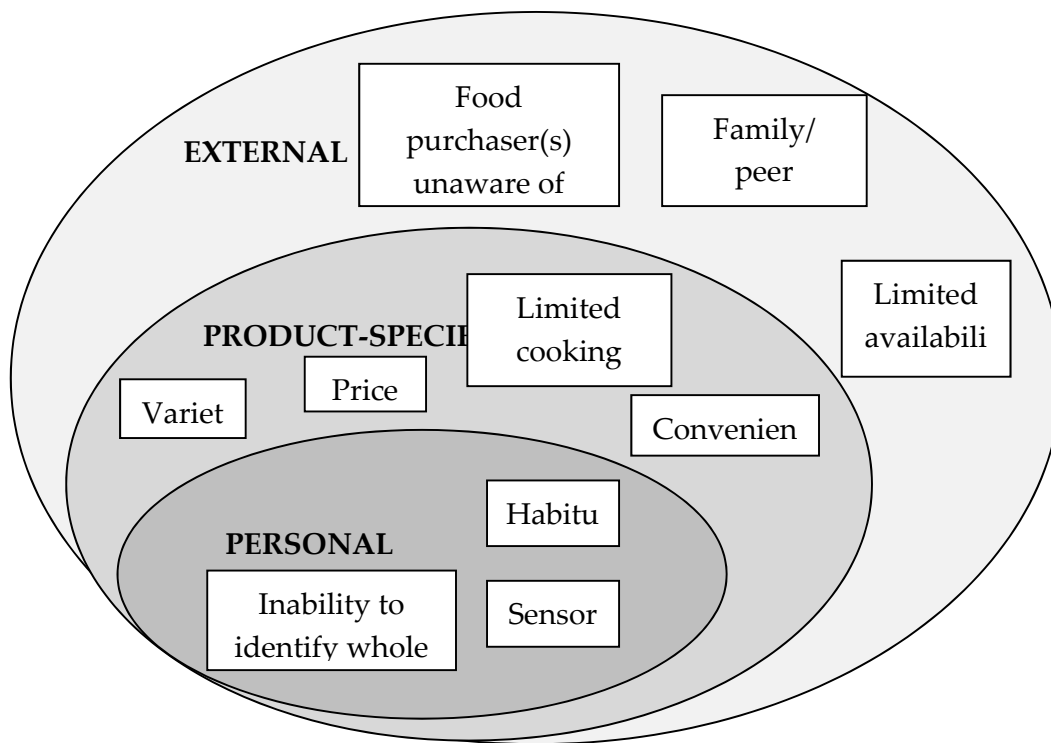 EXTERNAL
Food
purchaser(s)
unaware of
Family/
peer
Limited
availabili
PRODUCT-SPECIF
Limited
cooking
Variet
Price
Convenien
PERSONAL
Habitu
Inability to
identify whole
Sensor